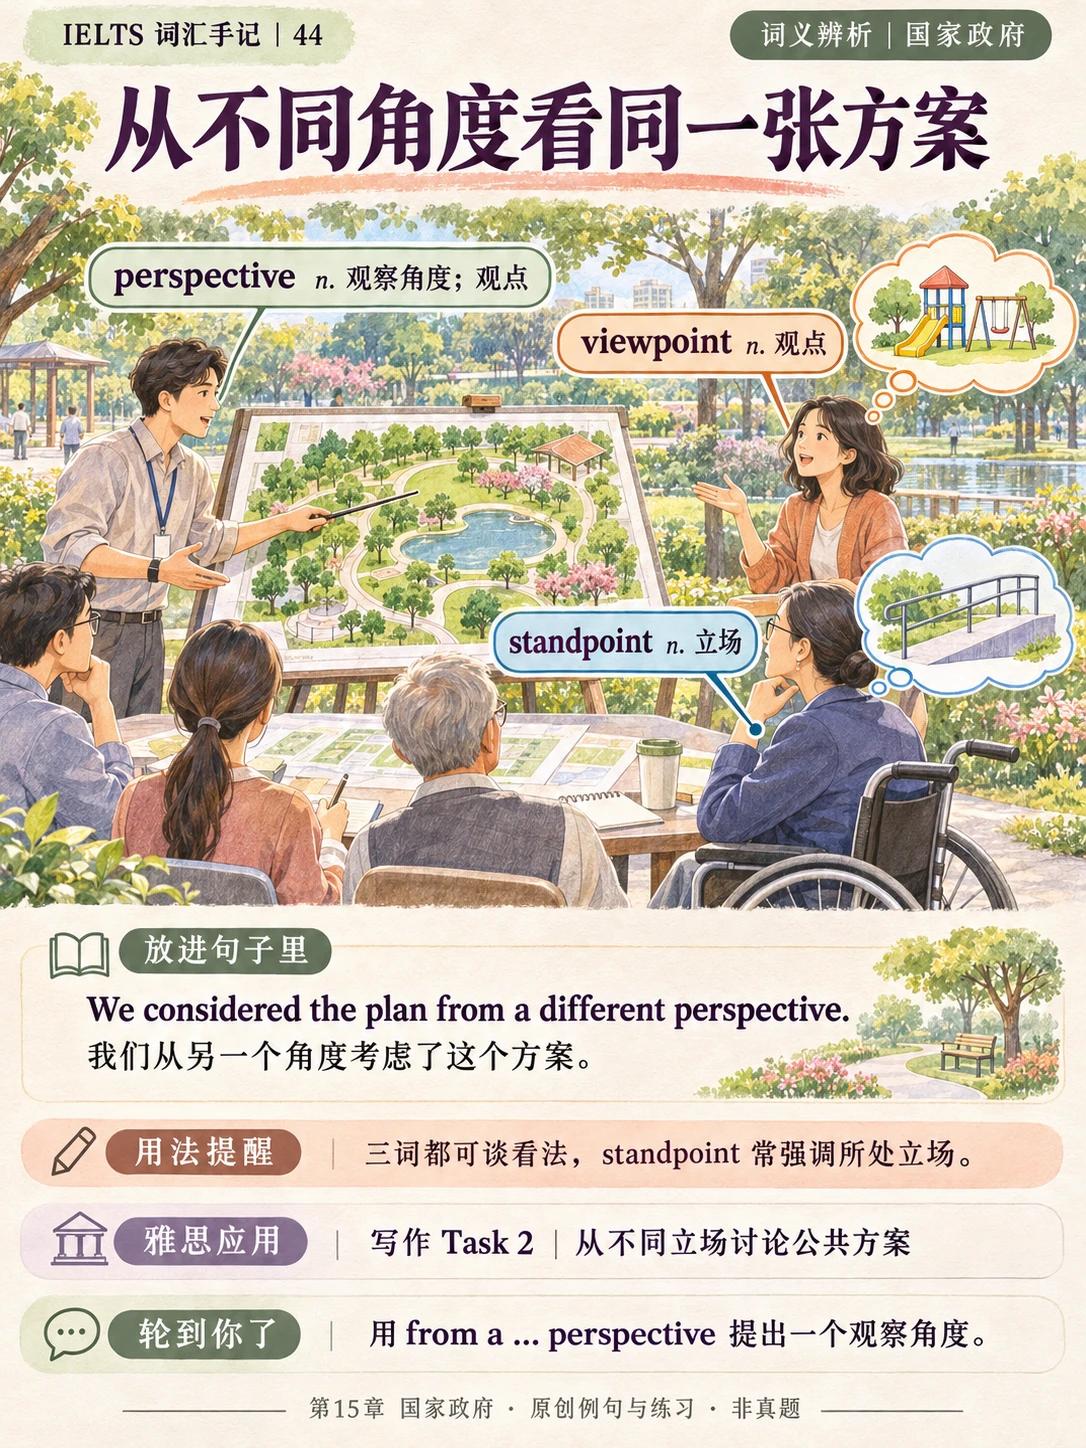 IELTS 词汇手记 | 44
词义辨析 | 国家政府
从不同角度看同一张方案
perspective n. 观察角度；观点
viewpoint n. 观点
standpoint n. 立场
放进句子里
We considered the plan from a different perspective.
我们从另一个角度考虑了这个方案。
用法提醒 | 三词都可谈看法，standpoint 常强调所处立场。
雅思应用 | 写作 Task 2 | 从不同立场讨论公共方案
轮到你了 | 用 from a ... perspective 提出一个观察角度。
第15章 国家政府 · 原创例句与练习 · 非真题